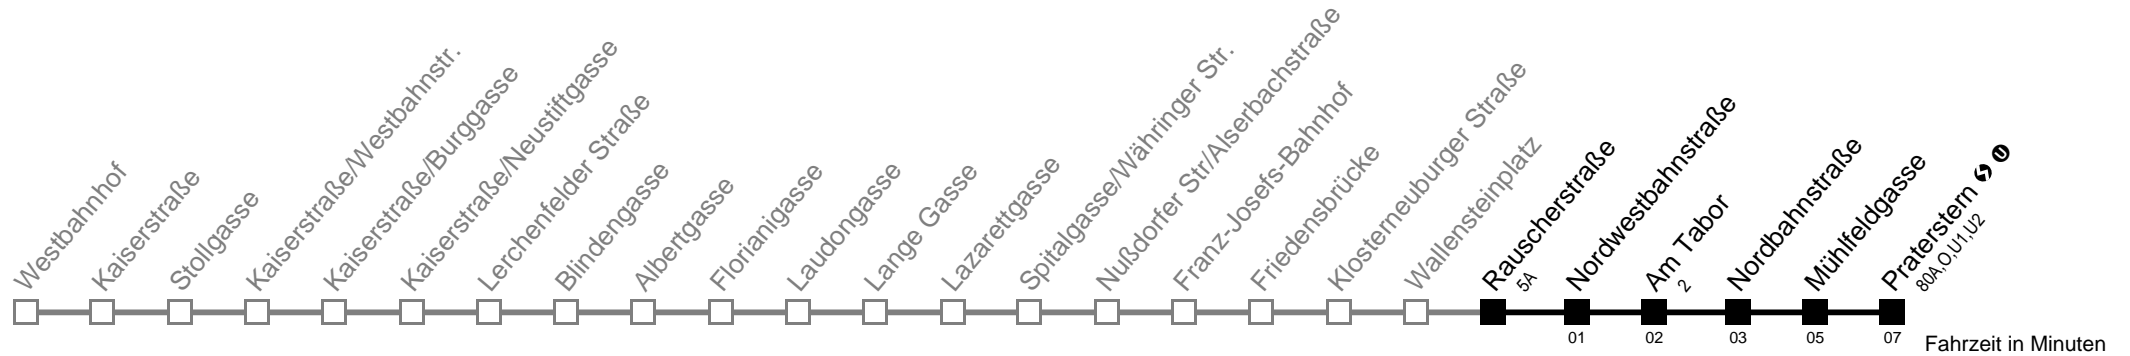 Westbahnhof
Kaiserstraße
Stollgasse
Kaiserstraße/Westbahnstr.
Kaiserstraße/Burggasse
Kaiserstraße/Neustiftgasse
Lerchenfelder Straße
Blindengasse
Albertgasse
Florianigasse
Laudongasse
Lange Gasse
Lazarettgasse
Spitalgasse/Währinger Str.
Nußdorfer Str/Alserbachstraße
Franz-Josefs-Bahnhof
Friedensbrücke
Klosterneuburger Straße
Wallensteinplatz
Rauscherstraße
5A
Nordwestbahnstraße
Am Tabor
2
Nordbahnstraße
Mühlfeldgasse
Praterstern S U
80A,O,U1,U2
01
02
03
05
07
Fahrzeit in Minuten